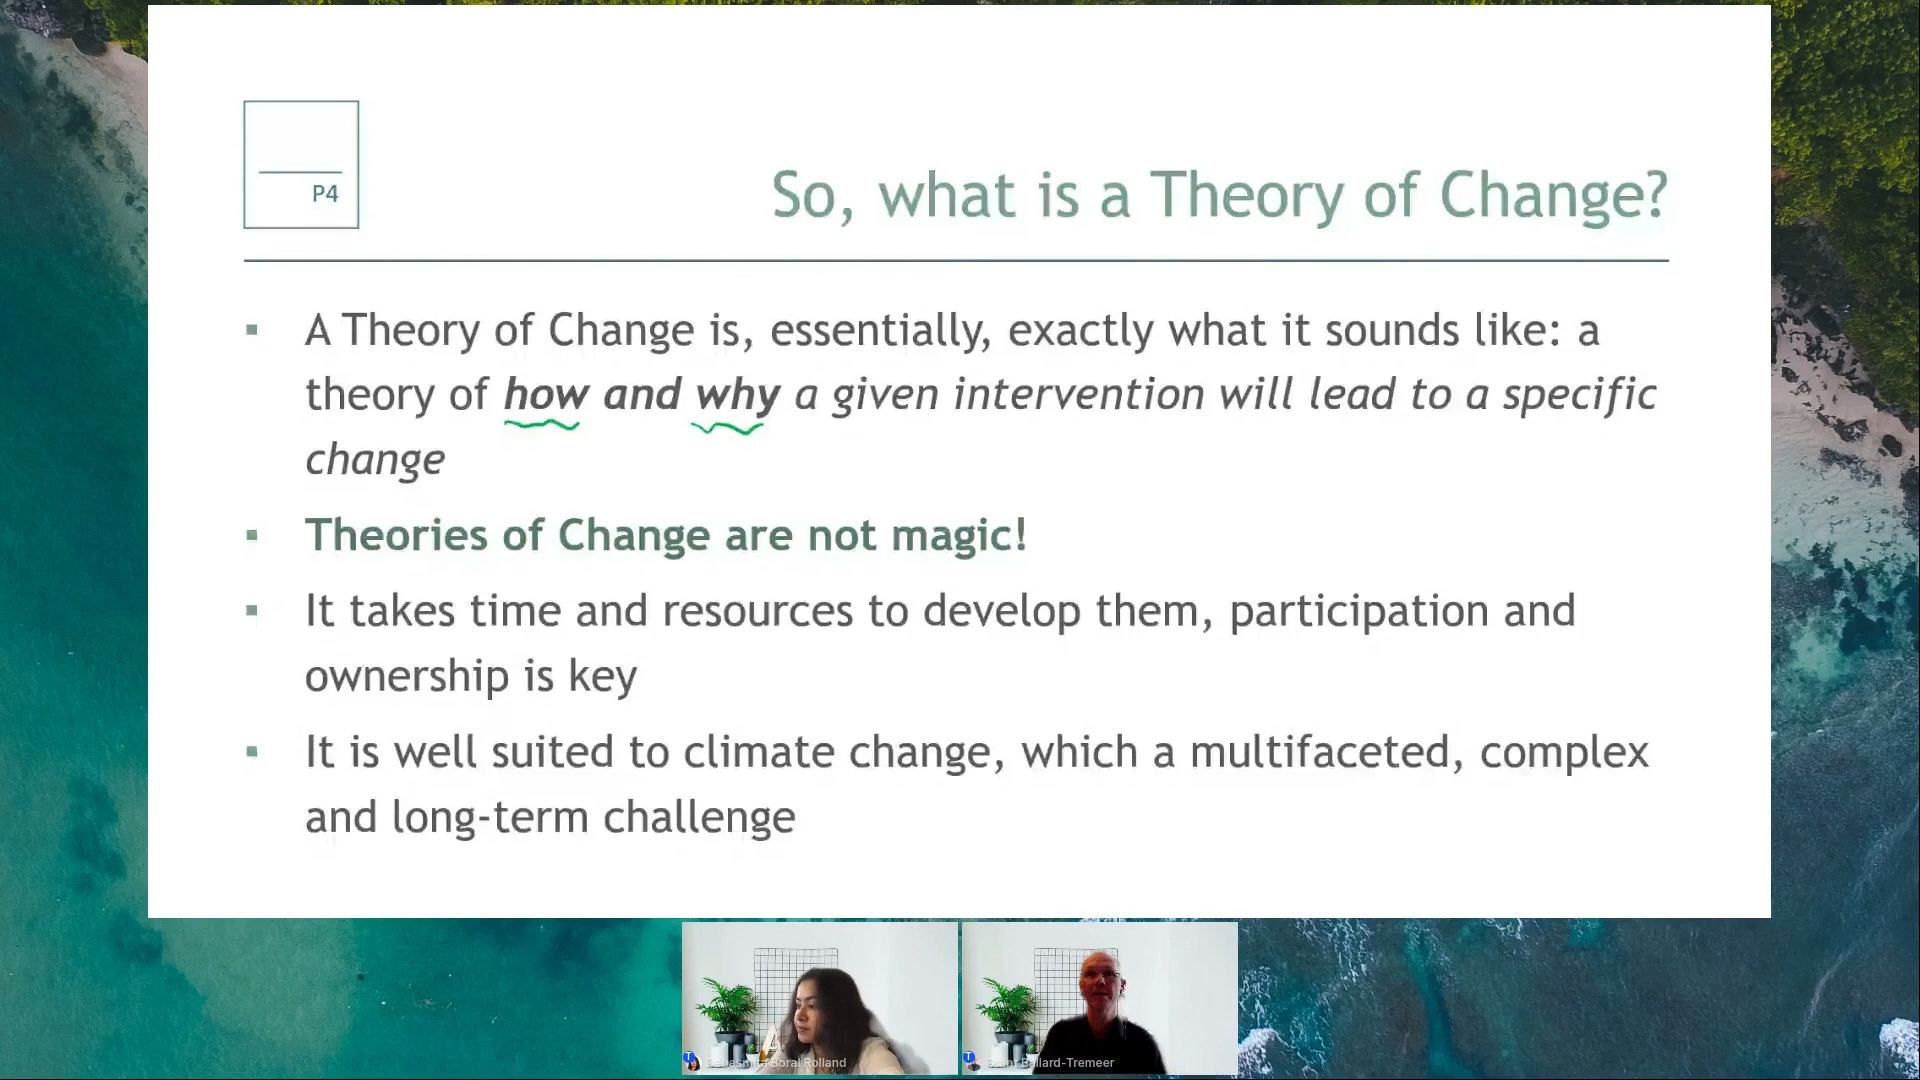 P4
So, what is a Theory of Change?
A Theory of Change is, essentially, exactly what it sounds like: a
theory of how and why a given intervention will lead to a specific
change
Theories of Change are not magic!
It takes time and resources to develop them, participation and
ownership is key
It is well suited to climate change, which a multifaceted, complex
and long-term challenge
Boral Rolland
Ballard-Tremeer